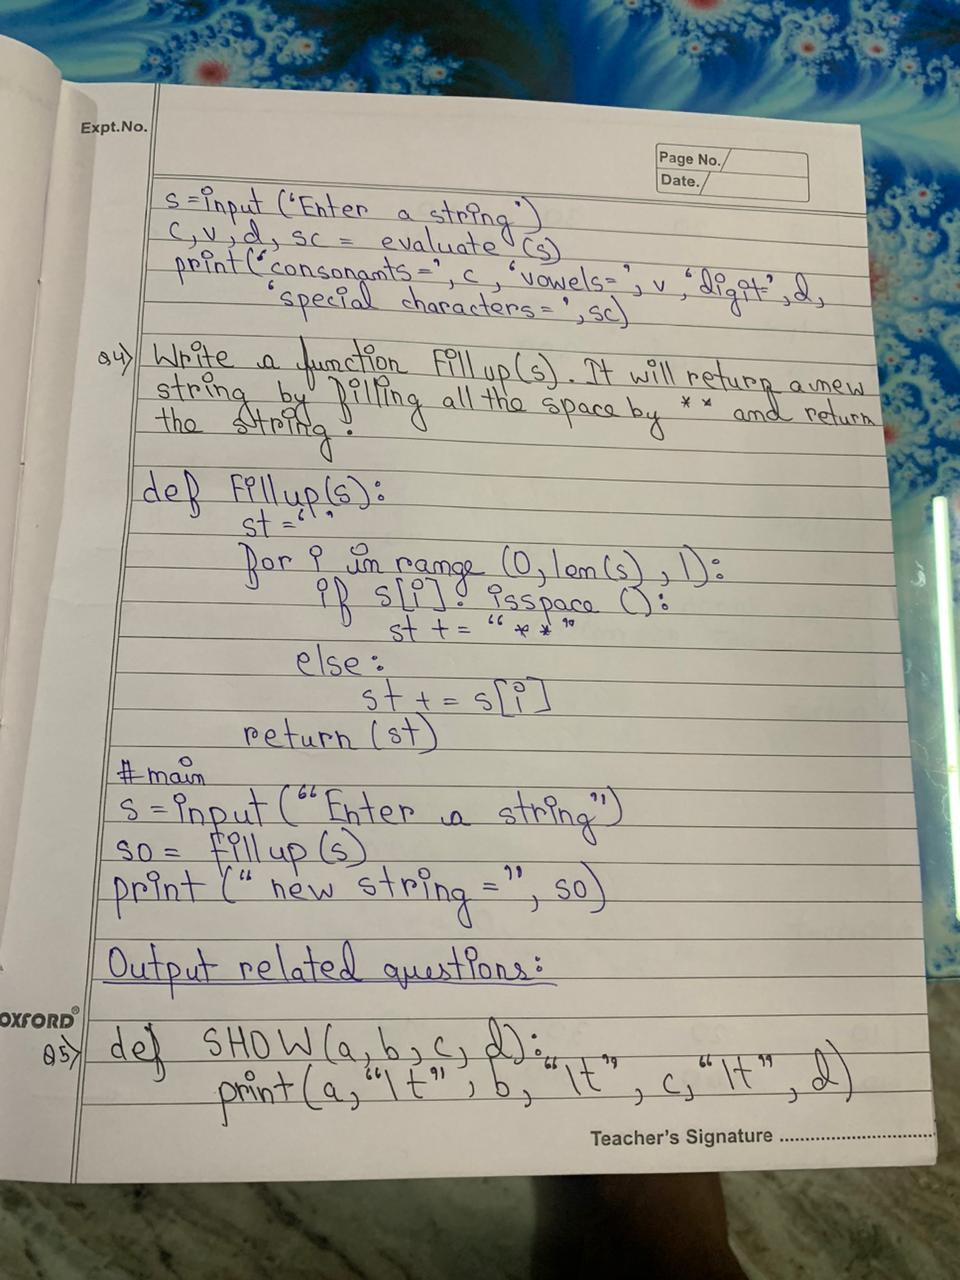 Expt.No.
Page No.
Date.
s=input ('Enter a string')
c,v,d, sc = evaluate (s)
print('consonants=', c, 'vowels=', v, 'digit=', d,
'special characters=', sc)
Q4) Write a function Fillup(s). It will return a new
string by filling all the space by ** and return
the string.
def Fillup(s):
st=' '
for i in range (0, len(s), 1):
if s[i]. isspace ():
st += "**"
else:
st += s[i]
return (st)
#main
s=input ("Enter a string")
so = fillup (s)
print (" new string =", so)
Output related questions:
OXFORD®
Q5) def SHOW(a, b, c, d):
print(a, "\t", b, "\t", c, "\t", d)
Teacher's Signature ..............................